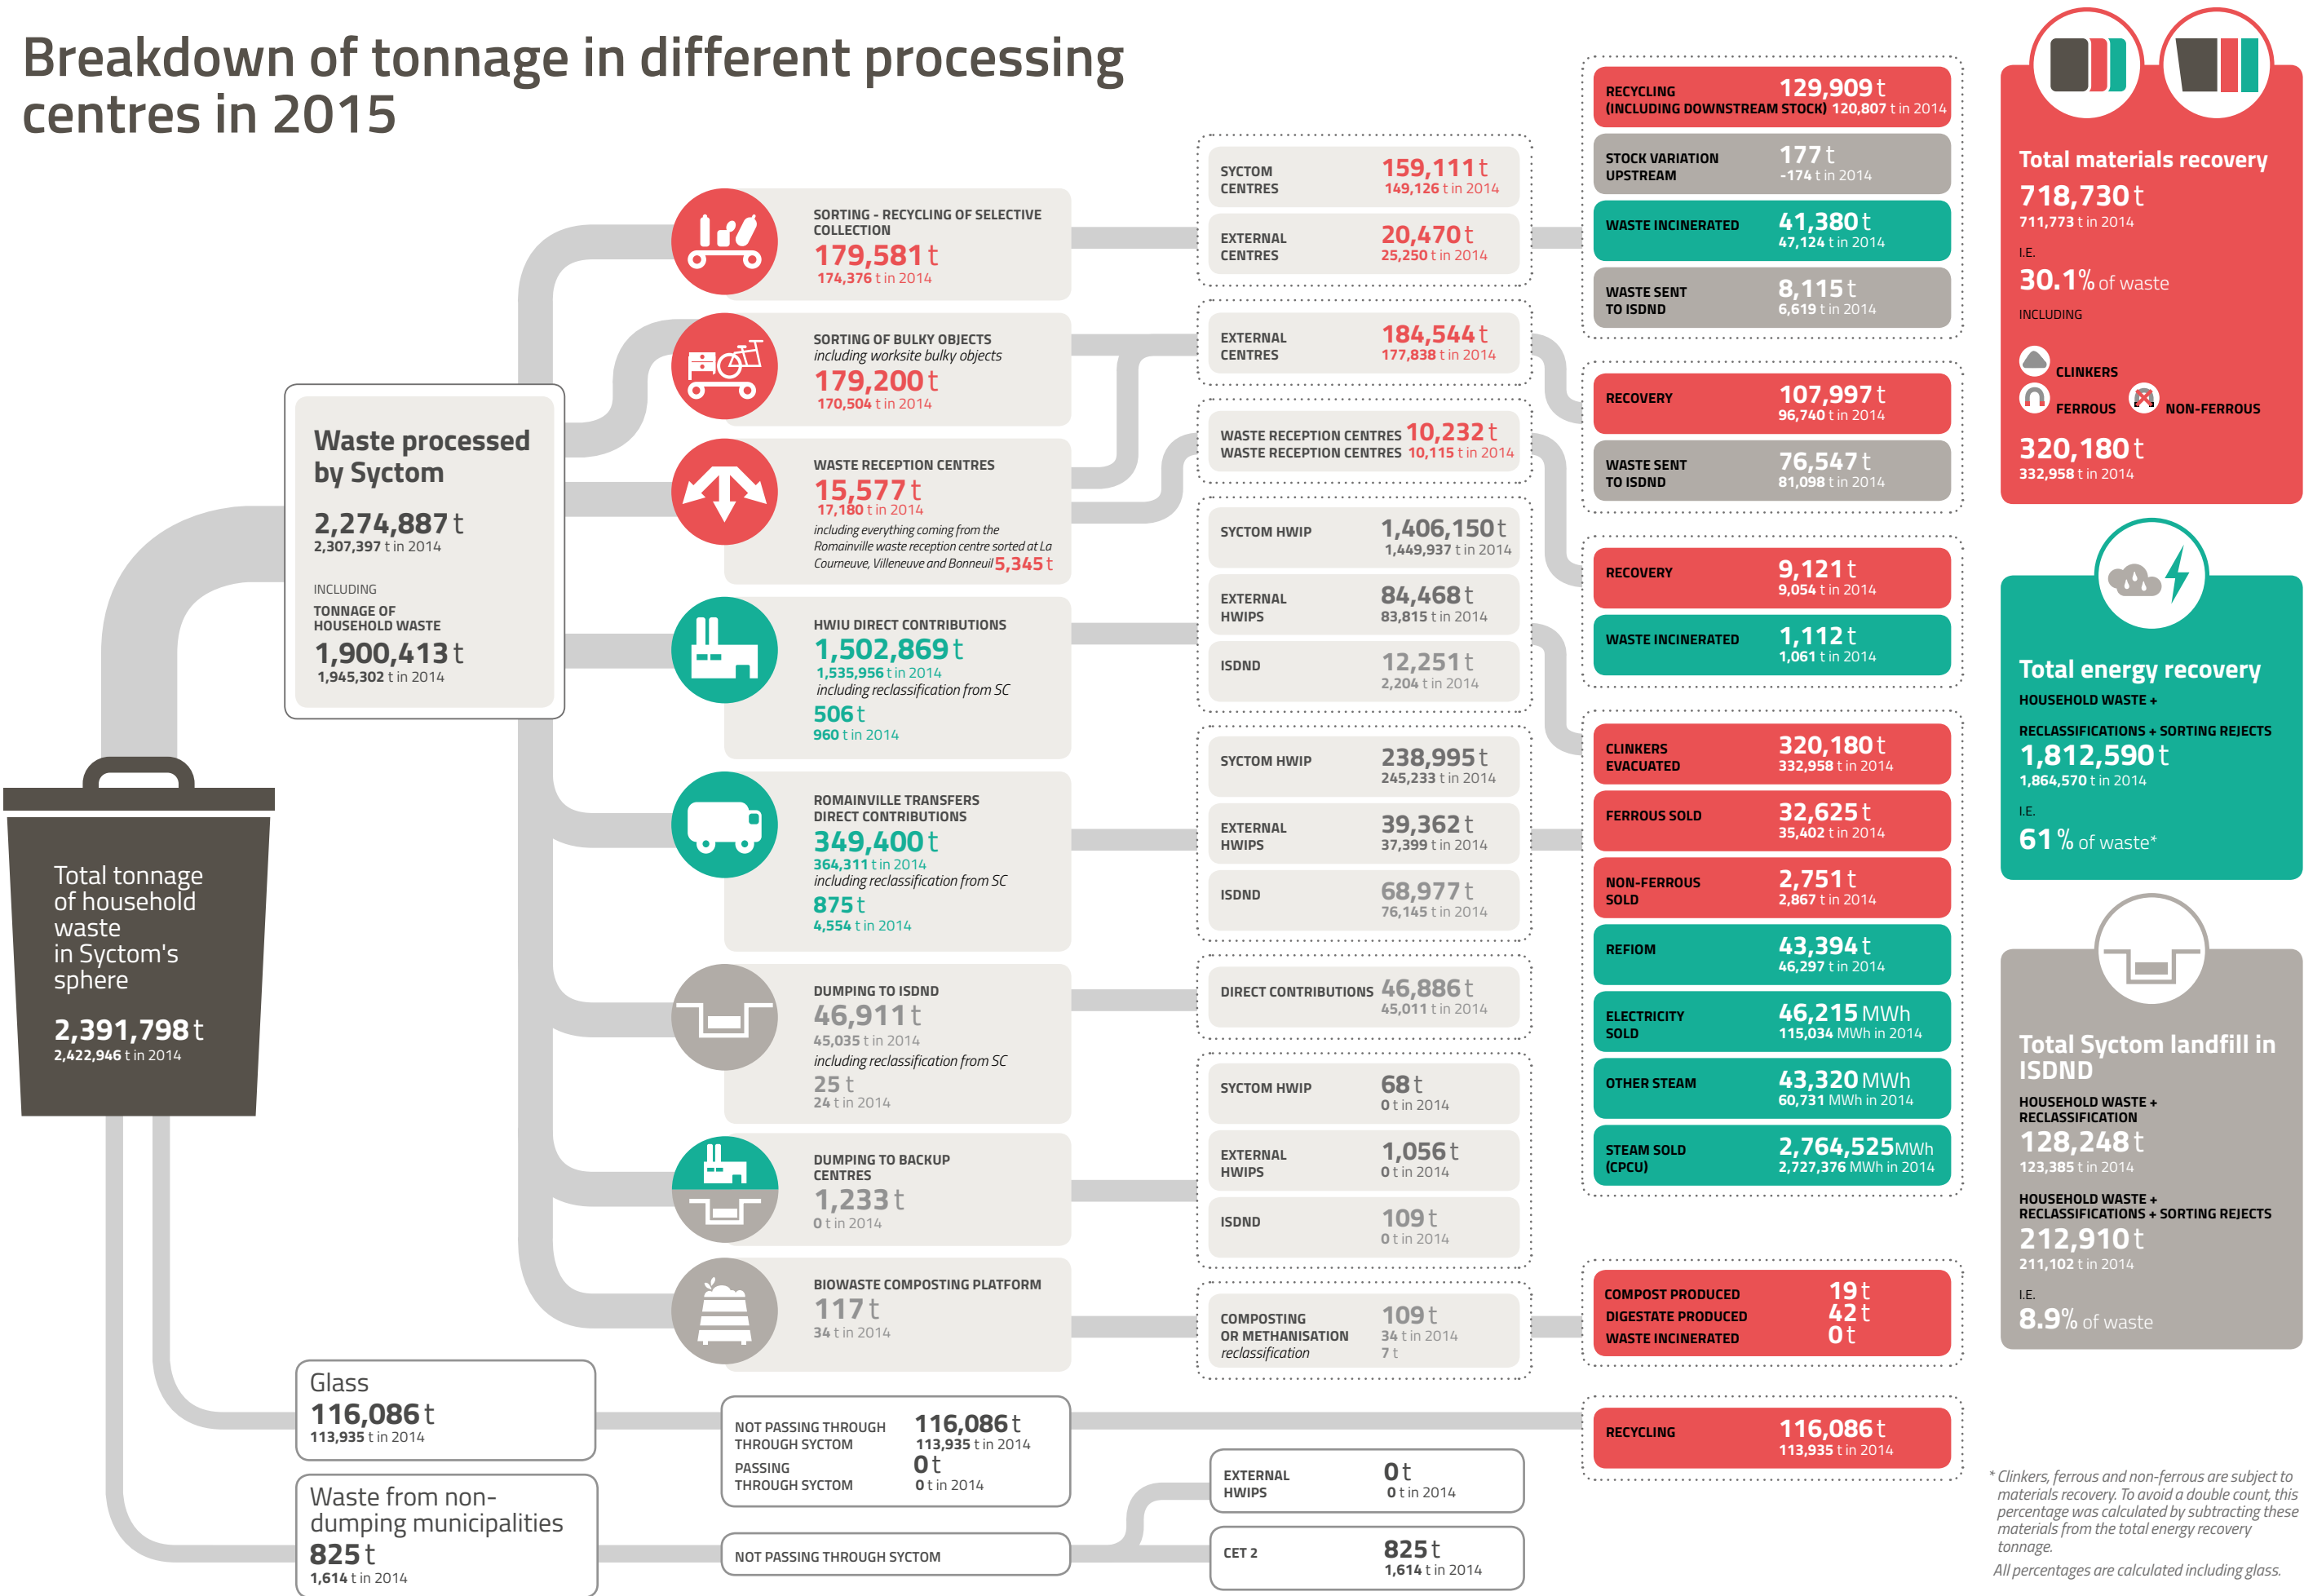 Breakdown of tonnage in different processing
centres in 2015
Total tonnage
of household
waste
in Syctom's
sphere
2,391,798 t
2,422,946 t in 2014
Waste processed
by Syctom
2,274,887 t
2,307,397 t in 2014
INCLUDING
TONNAGE OF
HOUSEHOLD WASTE
1,900,413 t
1,945,302 t in 2014
Glass
116,086 t
113,935 t in 2014
Waste from non-
dumping municipalities
825 t
1,614 t in 2014
SORTING - RECYCLING OF SELECTIVE
COLLECTION
179,581 t
174,376 t in 2014
SORTING OF BULKY OBJECTS
including worksite bulky objects
179,200 t
170,504 t in 2014
WASTE RECEPTION CENTRES
15,577 t
17,180 t in 2014
including everything coming from the
Romainville waste reception centre sorted at La
Courneuve, Villeneuve and Bonneuil 5,345 t
HWIU DIRECT CONTRIBUTIONS
1,502,869 t
1,535,956 t in 2014
including reclassification from SC
506 t
960 t in 2014
ROMAINVILLE TRANSFERS
DIRECT CONTRIBUTIONS
349,400 t
364,311 t in 2014
including reclassification from SC
875 t
4,554 t in 2014
DUMPING TO ISDND
46,911 t
45,035 t in 2014
including reclassification from SC
25 t
24 t in 2014
DUMPING TO BACKUP
CENTRES
1,233 t
0 t in 2014
BIOWASTE COMPOSTING PLATFORM
117 t
34 t in 2014
NOT PASSING THROUGH 116,086 t
THROUGH SYCTOM 113,935 t in 2014
PASSING 0 t
THROUGH SYCTOM 0 t in 2014
NOT PASSING THROUGH SYCTOM
SYCTOM 159,111 t
CENTRES 149,126 t in 2014
EXTERNAL 20,470 t
CENTRES 25,250 t in 2014
EXTERNAL 184,544 t
CENTRES 177,838 t in 2014
WASTE RECEPTION CENTRES 10,232 t
WASTE RECEPTION CENTRES 10,115 t in 2014
SYCTOM HWIP 1,406,150 t
1,449,937 t in 2014
EXTERNAL 84,468 t
HWIPS 83,815 t in 2014
ISDND 12,251 t
2,204 t in 2014
SYCTOM HWIP 238,995 t
245,233 t in 2014
EXTERNAL 39,362 t
HWIPS 37,399 t in 2014
ISDND 68,977 t
76,145 t in 2014
DIRECT CONTRIBUTIONS 46,886 t
45,011 t in 2014
SYCTOM HWIP 68 t
0 t in 2014
EXTERNAL 1,056 t
HWIPS 0 t in 2014
ISDND 109 t
0 t in 2014
COMPOSTING 109 t
OR METHANISATION 34 t in 2014
reclassification 7 t
EXTERNAL 0 t
HWIPS 0 t in 2014
CET 2 825 t
1,614 t in 2014
RECYCLING 129,909 t
(INCLUDING DOWNSTREAM STOCK) 120,807 t in 2014
STOCK VARIATION 177 t
UPSTREAM -174 t in 2014
WASTE INCINERATED 41,380 t
47,124 t in 2014
WASTE SENT 8,115 t
TO ISDND 6,619 t in 2014
RECOVERY 107,997 t
96,740 t in 2014
WASTE SENT 76,547 t
TO ISDND 81,098 t in 2014
RECOVERY 9,121 t
9,054 t in 2014
WASTE INCINERATED 1,112 t
1,061 t in 2014
CLINKERS 320,180 t
EVACUATED 332,958 t in 2014
FERROUS SOLD 32,625 t
35,402 t in 2014
NON-FERROUS 2,751 t
SOLD 2,867 t in 2014
REFIOM 43,394 t
46,297 t in 2014
ELECTRICITY 46,215 MWh
SOLD 115,034 MWh in 2014
OTHER STEAM 43,320 MWh
60,731 MWh in 2014
STEAM SOLD 2,764,525MWh
(CPCU) 2,727,376 MWh in 2014
COMPOST PRODUCED 19 t
DIGESTATE PRODUCED 42 t
WASTE INCINERATED 0 t
RECYCLING 116,086 t
113,935 t in 2014
Total materials recovery
718,730 t
711,773 t in 2014
I.E.
30.1% of waste
INCLUDING
CLINKERS
FERROUS NON-FERROUS
320,180 t
332,958 t in 2014
Total energy recovery
HOUSEHOLD WASTE +
RECLASSIFICATIONS + SORTING REJECTS
1,812,590 t
1,864,570 t in 2014
I.E.
61 % of waste*
Total Syctom landfill in
ISDND
HOUSEHOLD WASTE +
RECLASSIFICATION
128,248 t
123,385 t in 2014
HOUSEHOLD WASTE +
RECLASSIFICATIONS + SORTING REJECTS
212,910 t
211,102 t in 2014
I.E.
8.9% of waste
* Clinkers, ferrous and non-ferrous are subject to
materials recovery. To avoid a double count, this
percentage was calculated by subtracting these
materials from the total energy recovery
tonnage.
All percentages are calculated including glass.